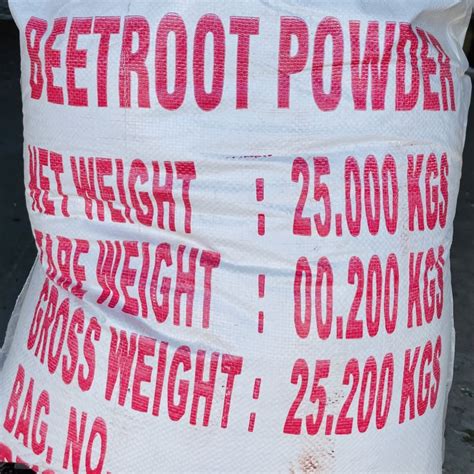 BEETROOT POWDER
NET WEIGHT : 25.000 KGS
TARE WEIGHT : 00.200 KGS
GROSS WEIGHT : 25.200 KGS
BAG. NO.